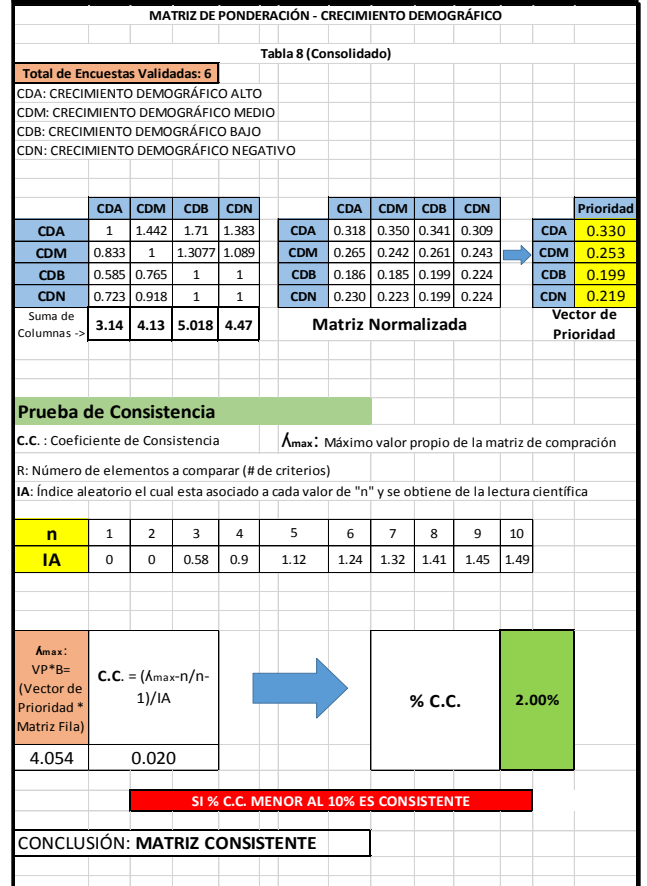 MATRIZ DE PONDERACIÓN - CRECIMIENTO DEMOGRÁFICO
Tabla 8 (Consolidado)
Total de Encuestas Validadas: 6
CDA: CRECIMIENTO DEMOGRÁFICO ALTO
CDM: CRECIMIENTO DEMOGRÁFICO MEDIO
CDB: CRECIMIENTO DEMOGRÁFICO BAJO
CDN: CRECIMIENTO DEMOGRÁFICO NEGATIVO
CDA CDM CDB CDN CDA CDM CDB CDN Prioridad
CDA 1 1.442 1.71 1.383 CDA 0.318 0.350 0.341 0.309 CDA 0.330
CDM 0.833 1 1.3077 1.089 CDM 0.265 0.242 0.261 0.243 CDM 0.253
CDB 0.585 0.765 1 1 CDB 0.186 0.185 0.199 0.224 CDB 0.199
CDN 0.723 0.918 1 1 CDN 0.230 0.223 0.199 0.224 CDN 0.219
Suma de
Columnas -> 3.14 4.13 5.018 4.47 Matriz Normalizada
Vector de
Prioridad
Prueba de Consistencia
C.C. : Coeficiente de Consistencia ʎmax: Máximo valor propio de la matriz de compración
R: Número de elementos a comparar (# de criterios)
IA: Índice aleatorio el cual esta asociado a cada valor de "n" y se obtiene de la lectura científica
n 1 2 3 4 5 6 7 8 9 10
IA 0 0 0.58 0.9 1.12 1.24 1.32 1.41 1.45 1.49
ʎmax:
VP*B=
(Vector de
Prioridad *
Matriz Fila)
C.C. = (ʎmax-n/n-
1)/IA
% C.C. 2.00%
4.054 0.020
SI % C.C. MENOR AL 10% ES CONSISTENTE
CONCLUSIÓN: MATRIZ CONSISTENTE